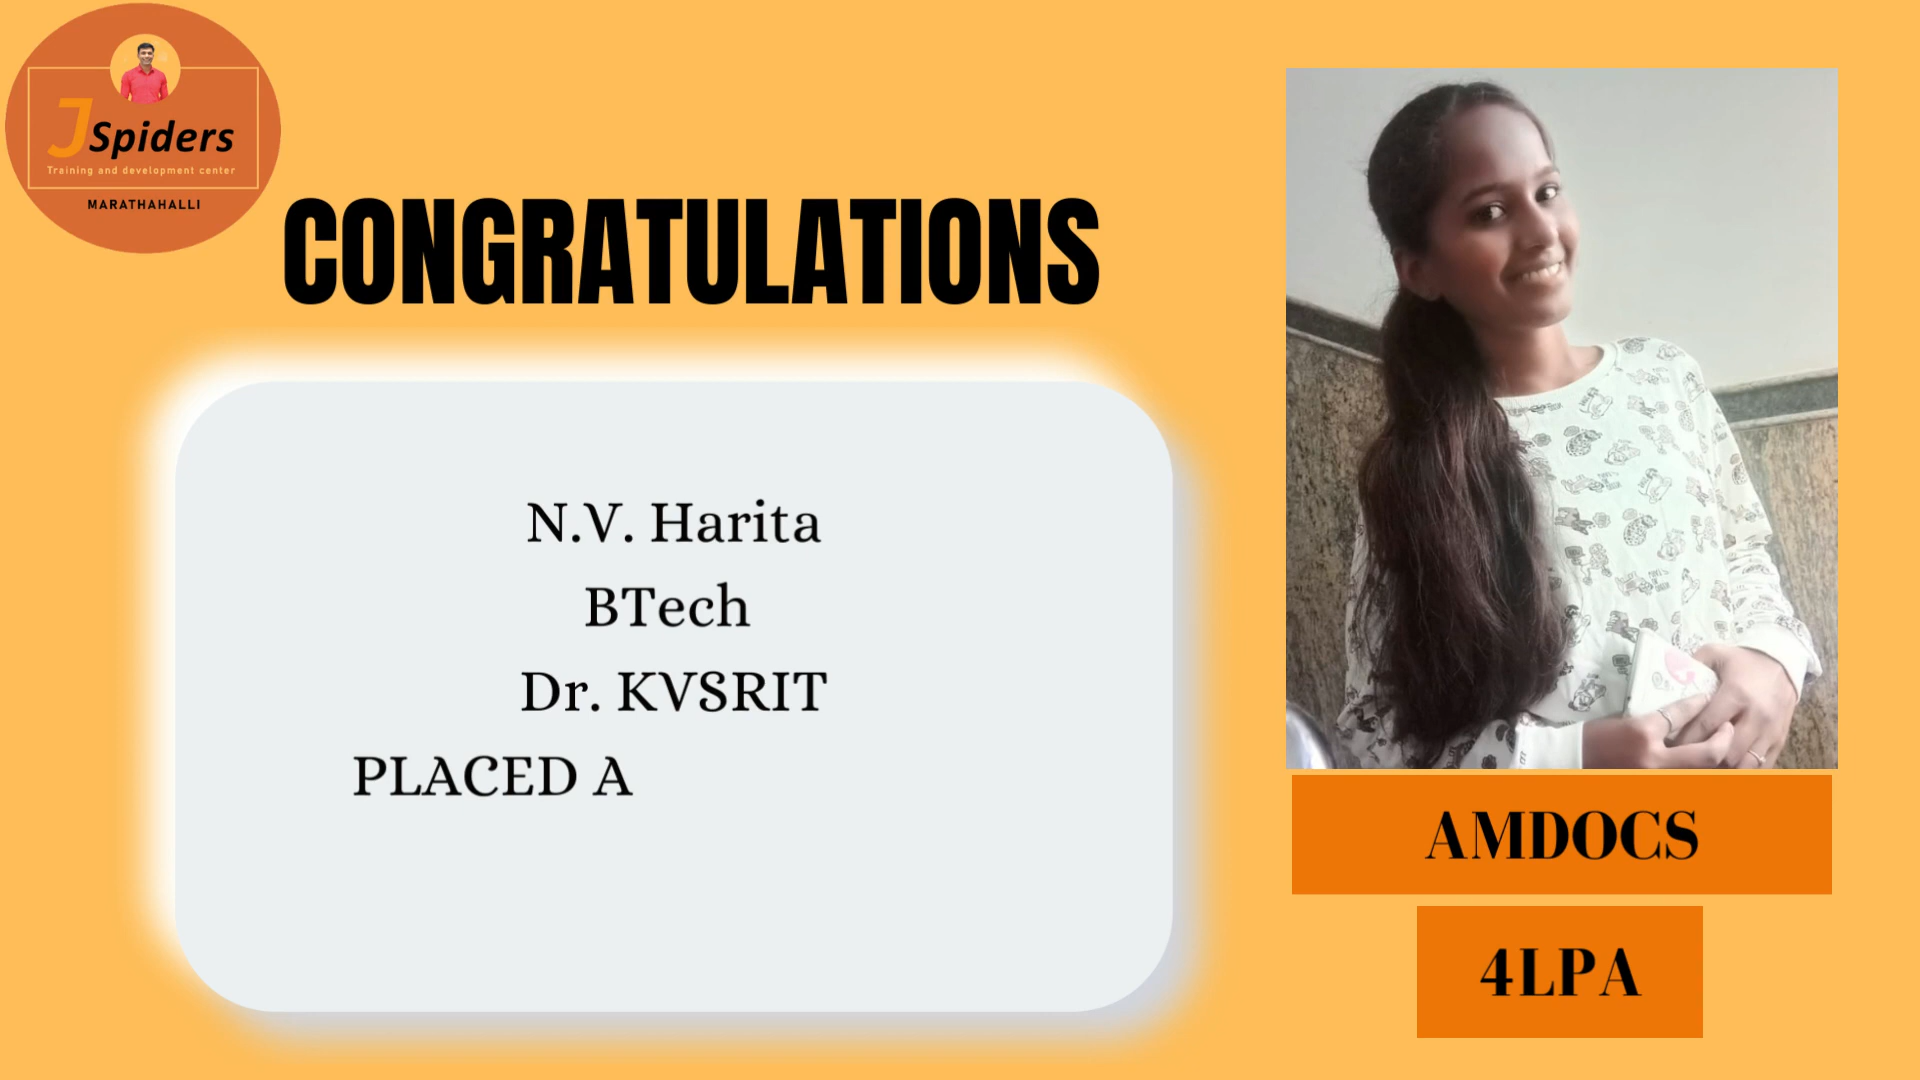 JSpiders
Training and development center
MARATHAHALLI
CONGRATULATIONS
N.V. Harita
BTech
Dr. KVSRIT
PLACED A
AMDOCS
4LPA